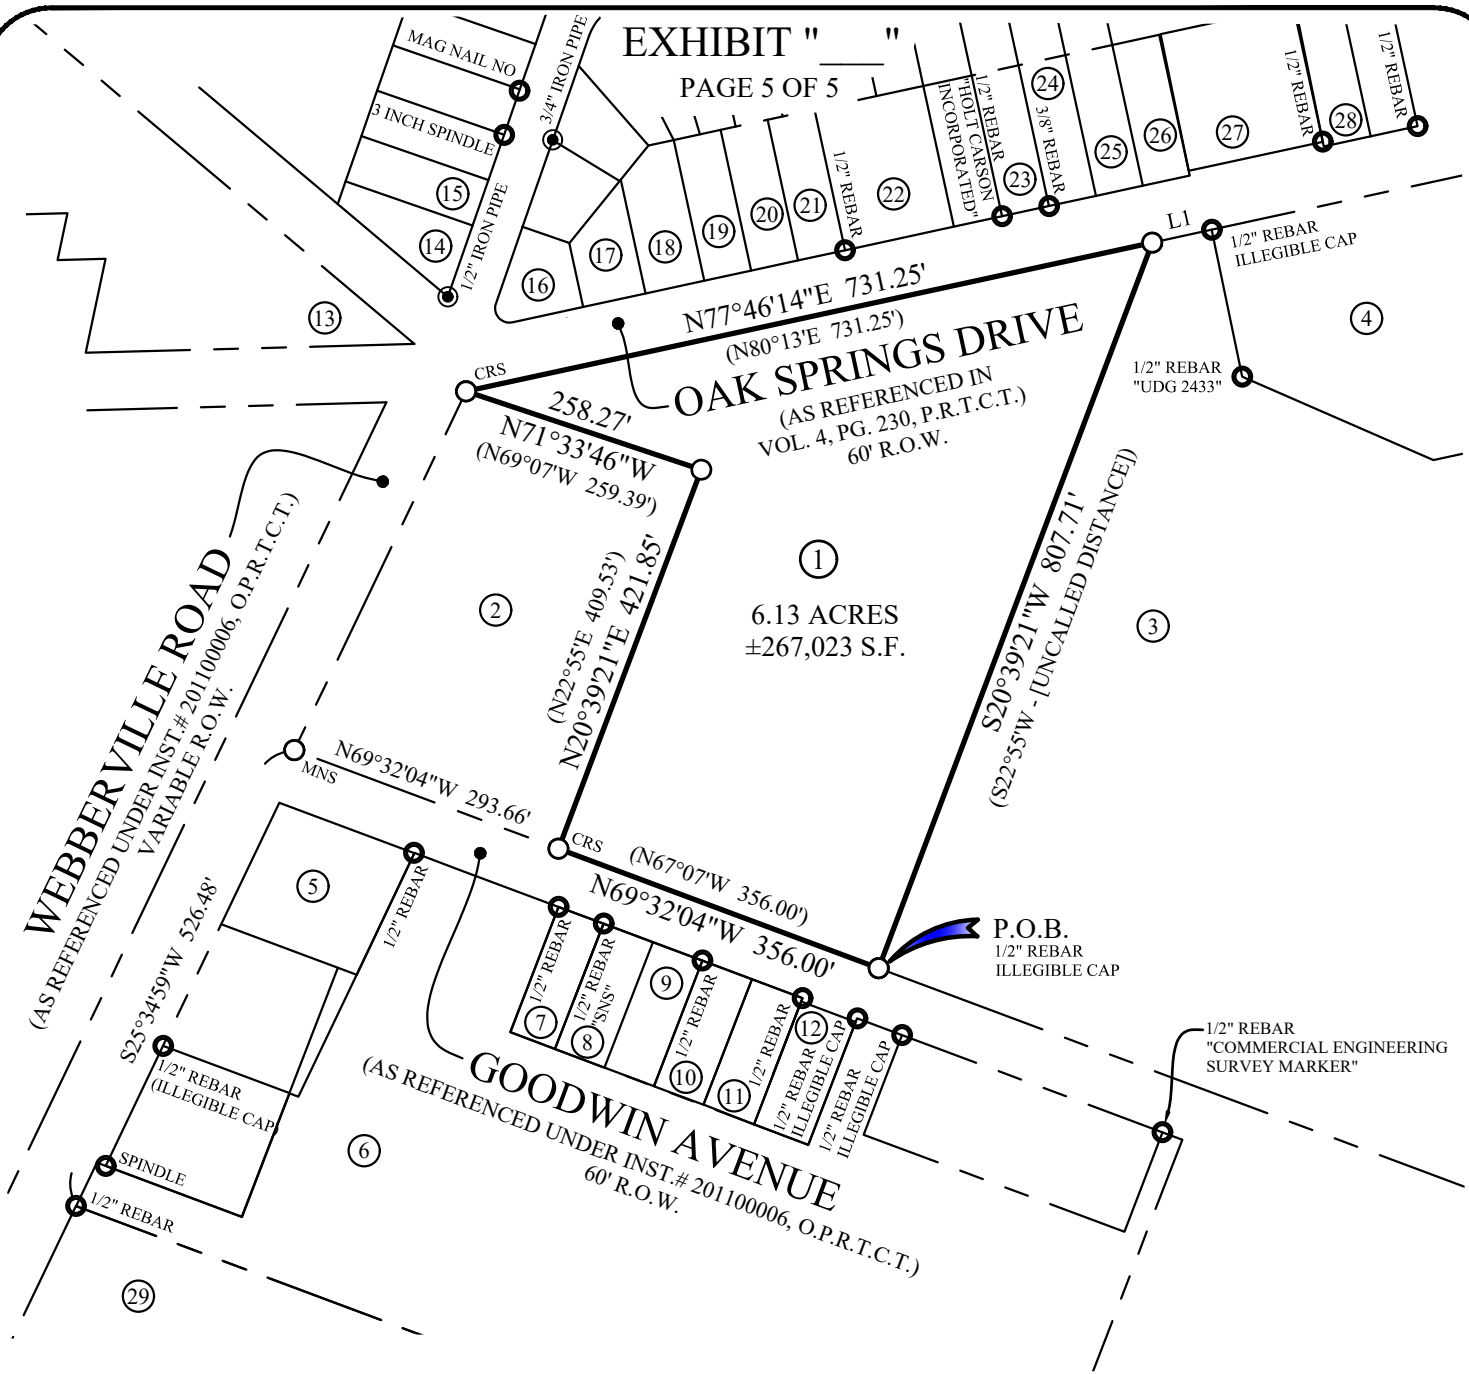 EXHIBIT "___"
PAGE 5 OF 5
MAG NAIL NO
3 INCH SPINDLE
3/4" IRON PIPE
1/2" IRON PIPE
15
14
13
16
17
18
19
20
21
1/2" REBAR
22
1/2" REBAR
"HOLT CARSON
INCORPORATED"
23
24
3/8" REBAR
25
26
27
1/2" REBAR
28
1/2" REBAR
L1
1/2" REBAR
ILLEGIBLE CAP
4
1/2" REBAR
"UDG 2433"
N77°46'14"E 731.25'
(N80°13'E 731.25')
OAK SPRINGS DRIVE
(AS REFERENCED IN
VOL. 4, PG. 230, P.R.T.C.T.)
60' R.O.W.
CRS
258.27'
N71°33'46"W
(N69°07'W 259.39')
(N22°55'E 409.53')
N20°39'21"E 421.85'
1
6.13 ACRES
±267,023 S.F.
2
3
S20°39'21"W 807.71'
(S22°55'W - [UNCALLED DISTANCE])
WEBBERVILLE ROAD
(AS REFERENCED UNDER INST.# 201100006, O.P.R.T.C.T.)
VARIABLE R.O.W.
MNS
N69°32'04"W 293.66'
CRS
(N67°07'W 356.00')
N69°32'04"W 356.00'
P.O.B.
1/2" REBAR
ILLEGIBLE CAP
5
1/2" REBAR
S25°34'59"W 526.48'
1/2" REBAR
7
1/2" REBAR
"SNS"
8
9
1/2" REBAR
10
11
1/2" REBAR
12
1/2" REBAR
ILLEGIBLE CAP
1/2" REBAR
ILLEGIBLE CAP
1/2" REBAR
"COMMERCIAL ENGINEERING
SURVEY MARKER"
1/2" REBAR
(ILLEGIBLE CAP)
GOODWIN AVENUE
(AS REFERENCED UNDER INST.# 201100006, O.P.R.T.C.T.)
60' R.O.W.
6
SPINDLE
1/2" REBAR
29